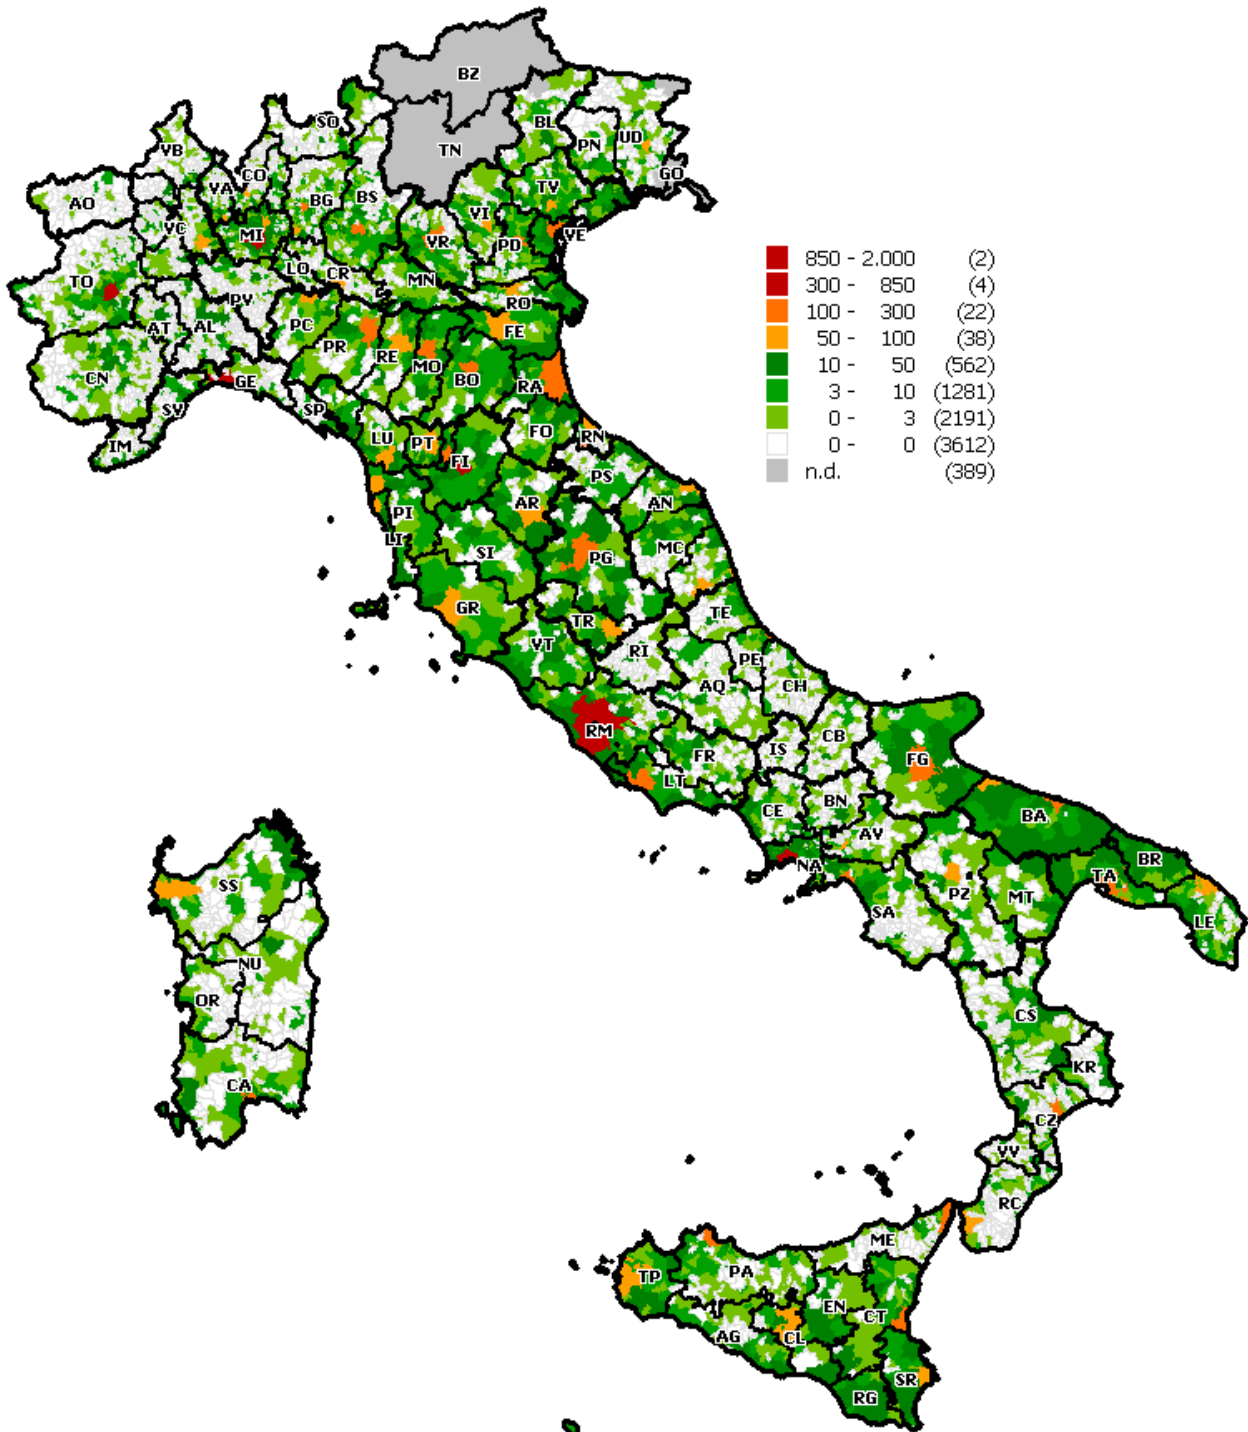 BZ
SO
BL
TN
PN
UD
VB
GO
CO
VA
TV
AO
BG
BS
VI
VC
MI
VR
PD
VE
850 - 2.000 (2)
TO
LO
CR
MN
300 - 850 (4)
PV
RO
100 - 300 (22)
AT
AL
PC
FE
50 - 100 (38)
PR
RE
MO
BO
10 - 50 (562)
CN
GE
RA
3 - 10 (1281)
SV
SP
LU
PT
FO
RN
0 - 3 (2191)
IM
FI
0 - 0 (3612)
PS
n.d. (389)
PI
AR
AN
LI
SI
PG
MC
GR
TR
TE
VT
RI
PE
AQ
CH
RM
CB
FR
IS
FG
LT
CE
BN
BA
AV
NA
BR
TA
SS
SA
PZ
MT
LE
NU
OR
CS
CA
KR
CZ
VV
RC
ME
PA
TP
EN
CT
AG
CL
SR
RG